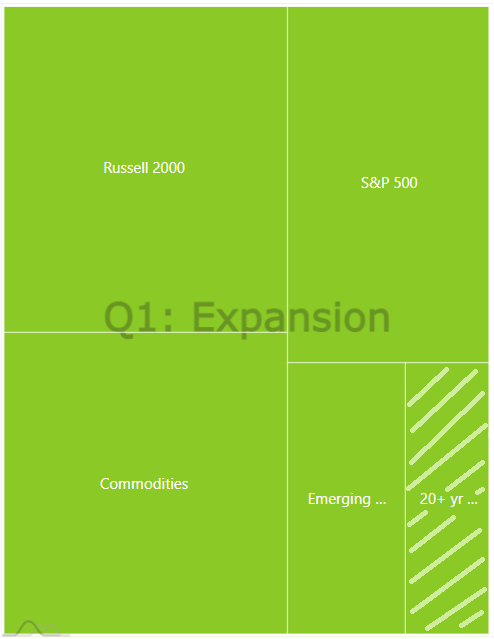 Russell 2000
S&P 500
Q1: Expansion
Commodities
Emerging ...
20+ yr ...